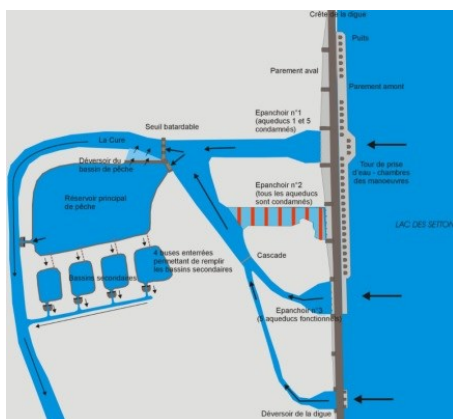 Crête de la digue
Puits
Parement aval
Parement amont
Epanchoir n°1
(aqueducs 1 et 5
condamnés)
Seuil batardable
La Cure
Déversoir du
bassin de pêche
Tour de prise
d'eau - chambres
des manoeuvres
Epanchoir n°2
(tous les aqueducs
sont condamnés)
Réservoir principal
de pêche
LAC DES SETTON
4 buses enterrées
permettant de remplir
les bassins secondaires
Cascade
Bassins secondaires
Epanchoir n°3
(5 aqueducs fonctionnés)
Déversoir de la digue